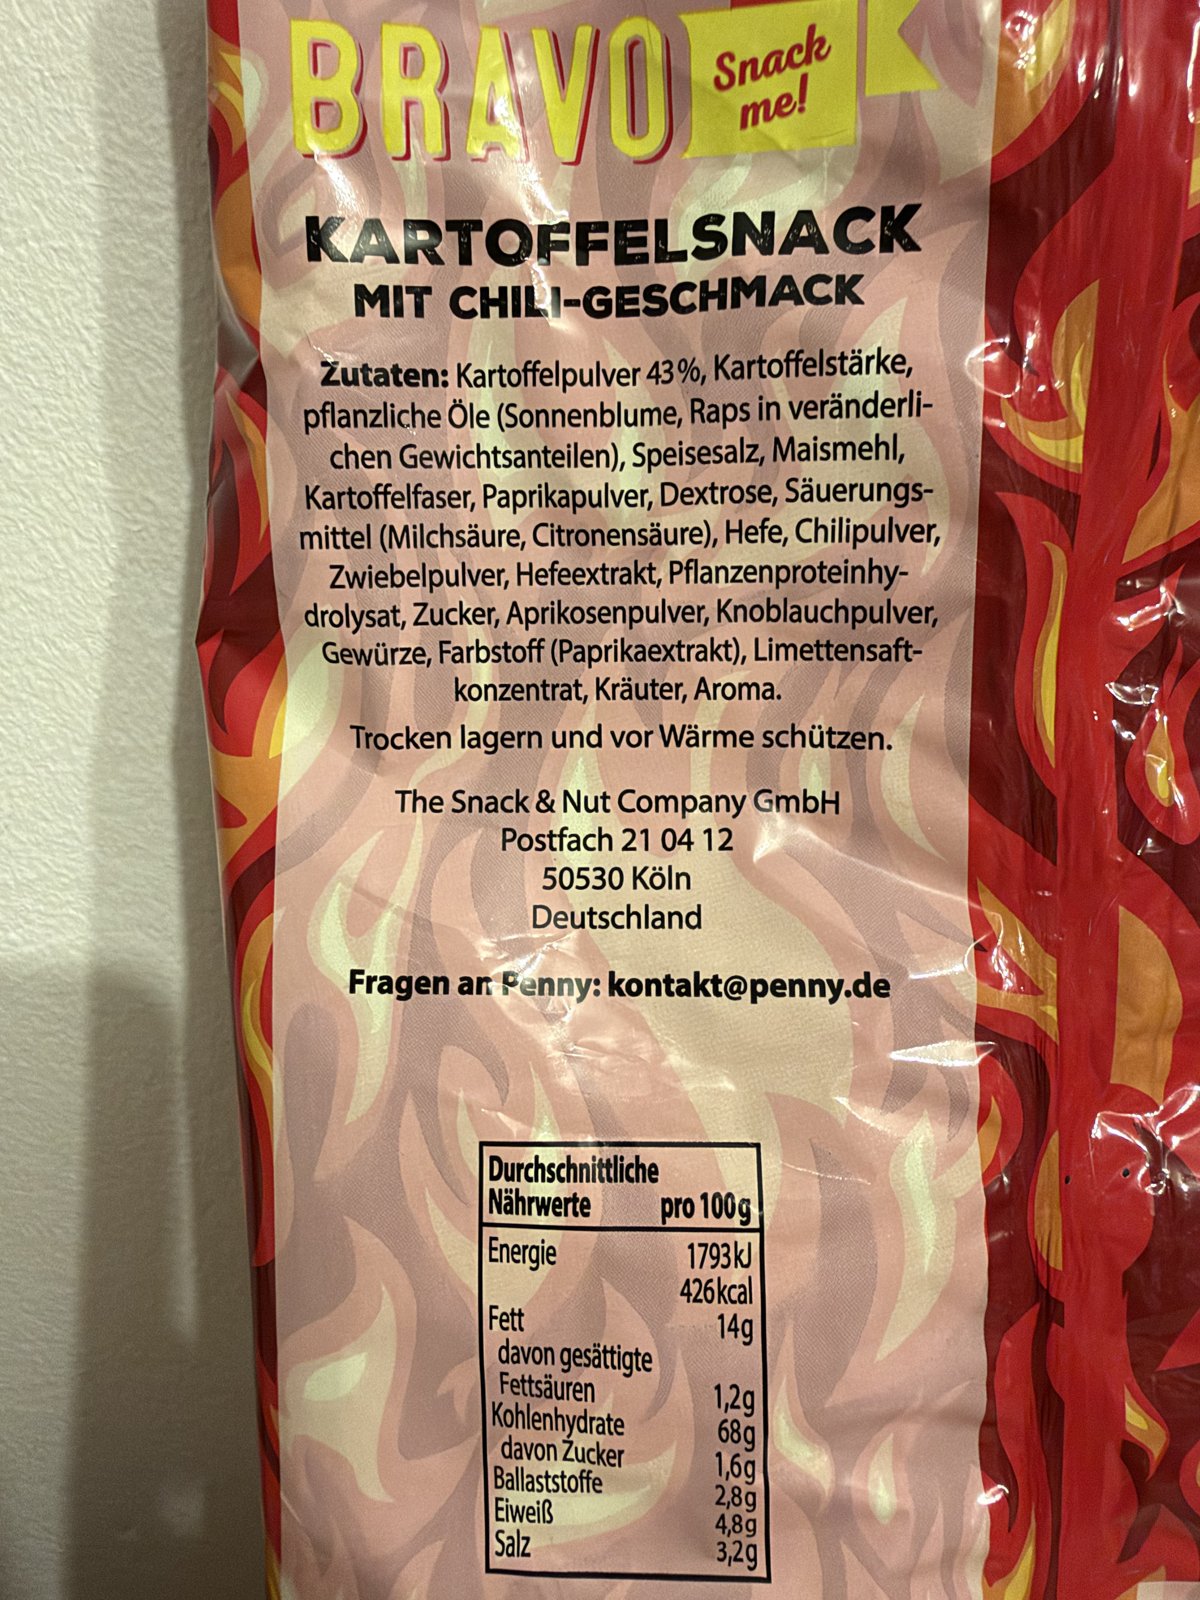 BRAVO Snack
me!
KARTOFFELSNACK
MIT CHILI-GESCHMACK
Zutaten: Kartoffelpulver 43%, Kartoffelstärke,
pflanzliche Öle (Sonnenblume, Raps in veränderli-
chen Gewichtsanteilen), Speisesalz, Maismehl,
Kartoffelfaser, Paprikapulver, Dextrose, Säuerungs-
mittel (Milchsäure, Citronensäure), Hefe, Chilipulver,
Zwiebelpulver, Hefeextrakt, Pflanzenproteinhy-
drolysat, Zucker, Aprikosenpulver, Knoblauchpulver,
Gewürze, Farbstoff (Paprikaextrakt), Limettensaft-
konzentrat, Kräuter, Aroma.
Trocken lagern und vor Wärme schützen.
The Snack & Nut Company GmbH
Postfach 21 04 12
50530 Köln
Deutschland
Fragen an Penny: kontakt@penny.de
Durchschnittliche
Nährwerte pro 100g
Energie 1793kJ
426kcal
Fett 14g
davon gesättigte
Fettsäuren 1,2g
Kohlenhydrate 68g
davon Zucker 1,6g
Ballaststoffe 2,8g
Eiweiß 4,8g
Salz 3,2g